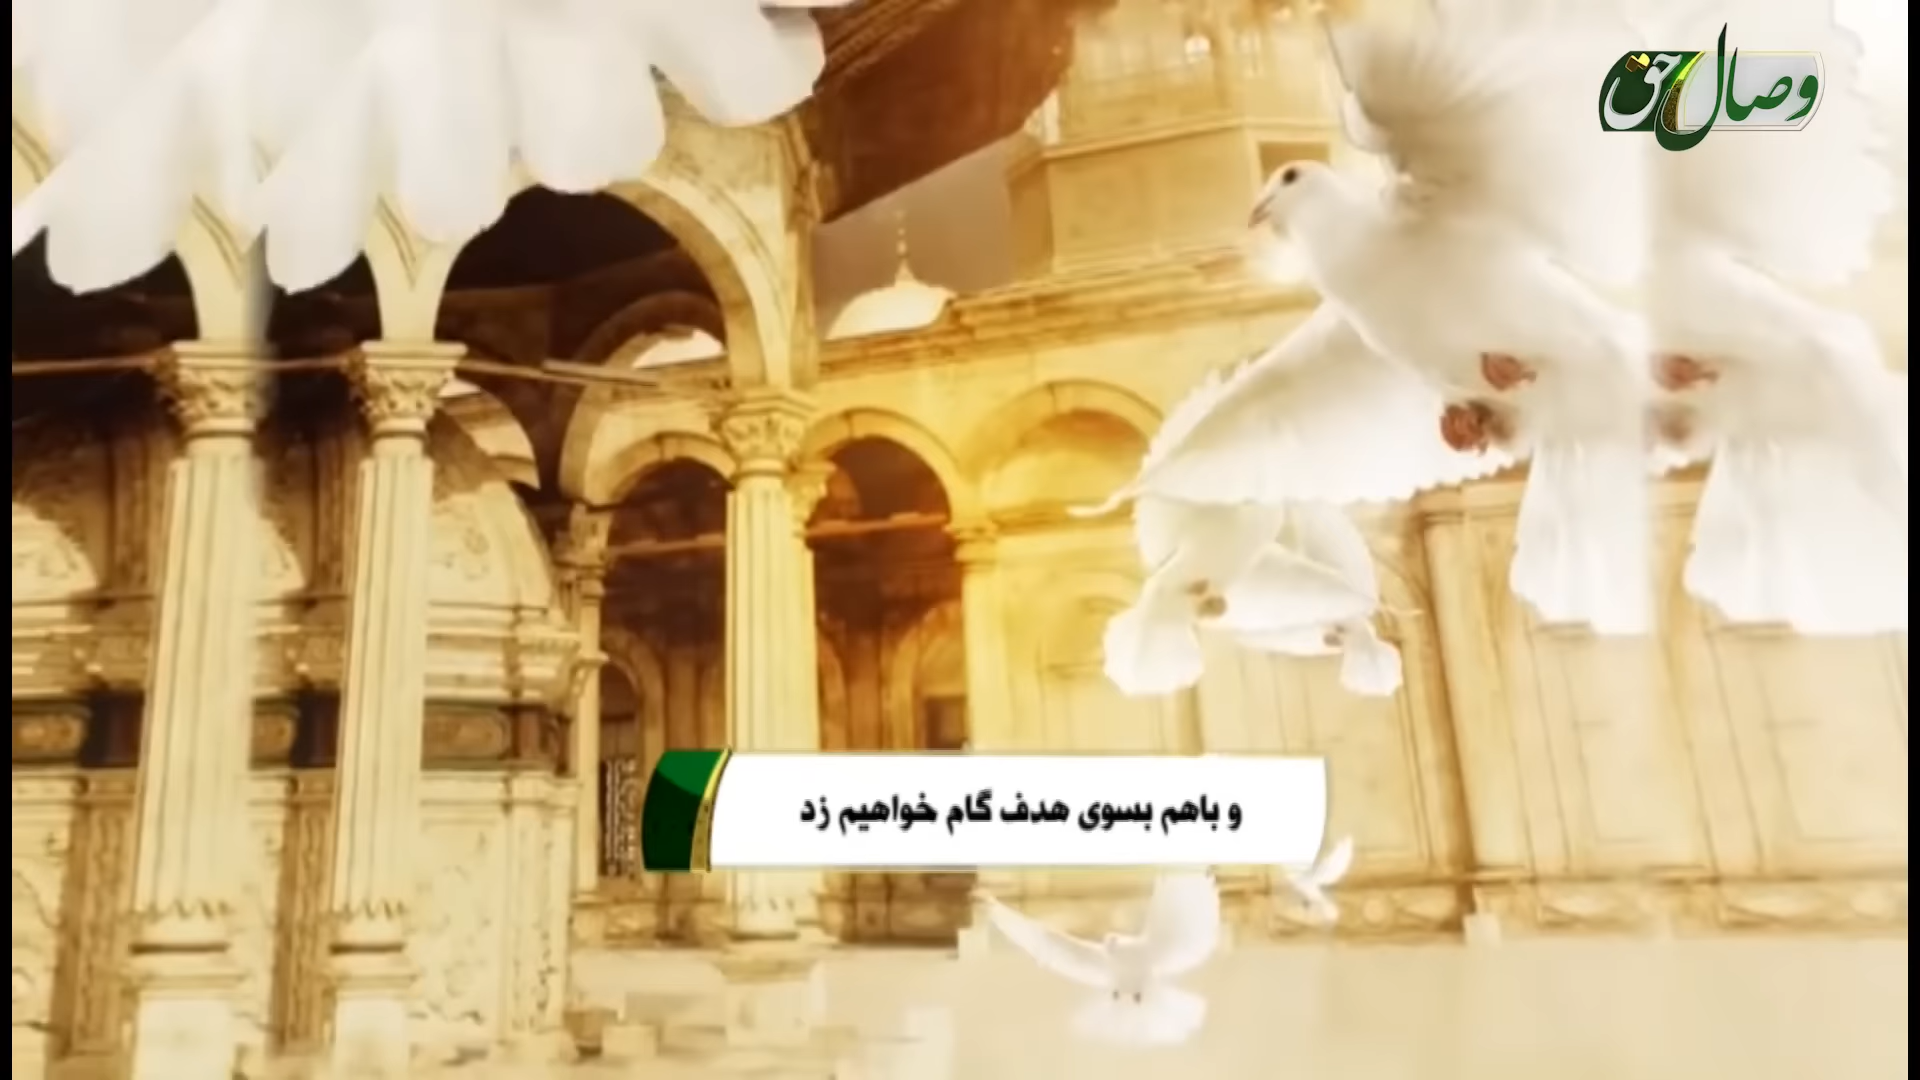 وصال حق
و باهم بسوی هدف گام خواهیم زد